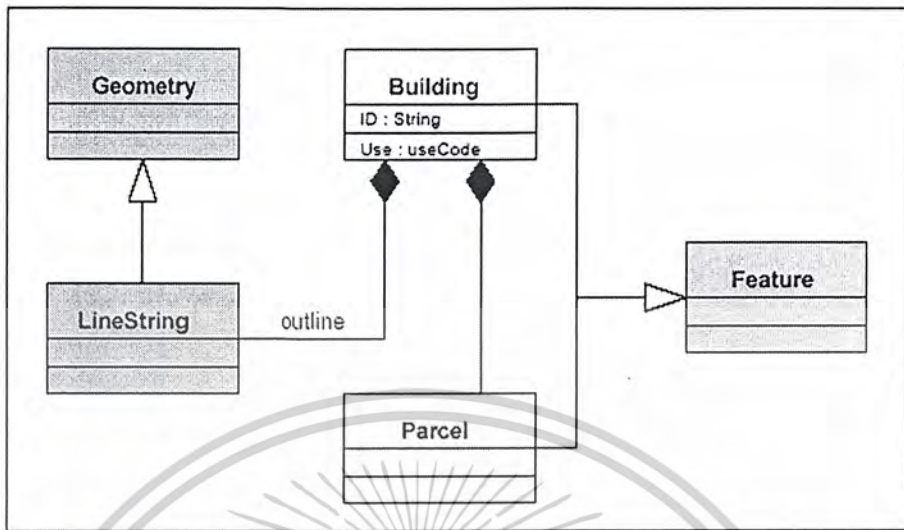 Geometry
Building
ID : String
Use : useCode
Feature
LineString
outline
Parcel